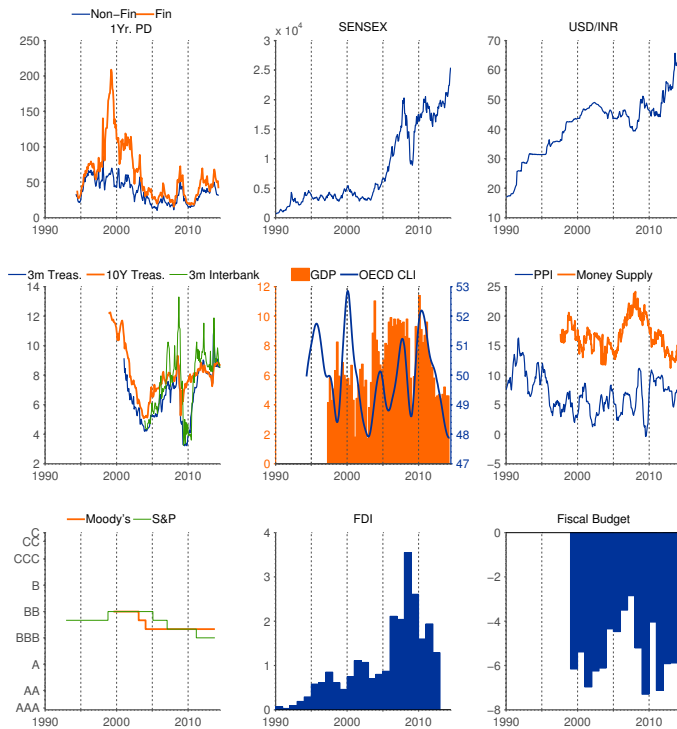 Non-Fin Fin
1Yr. PD
250
200
150
100
50
0
1990 2000 2010
SENSEX
x 10⁴
3
2.5
2
1.5
1
0.5
0
1990 2000 2010
USD/INR
70
60
50
40
30
20
10
1990 2000 2010
3m Treas. 10Y Treas. 3m Interbank
14
12
10
8
6
4
2
1990 2000 2010
GDP OECD CLI
12
10
8
6
4
2
0
53
52
51
50
49
48
47
1990 2000 2010
PPI Money Supply
25
20
15
10
5
0
−5
1990 2000 2010
Moody's S&P
C
CC
CCC
B
BB
BBB
A
AA
AAA
1990 2000 2010
FDI
4
3
2
1
0
1990 2000 2010
Fiscal Budget
0
−2
−4
−6
−8
1990 2000 2010